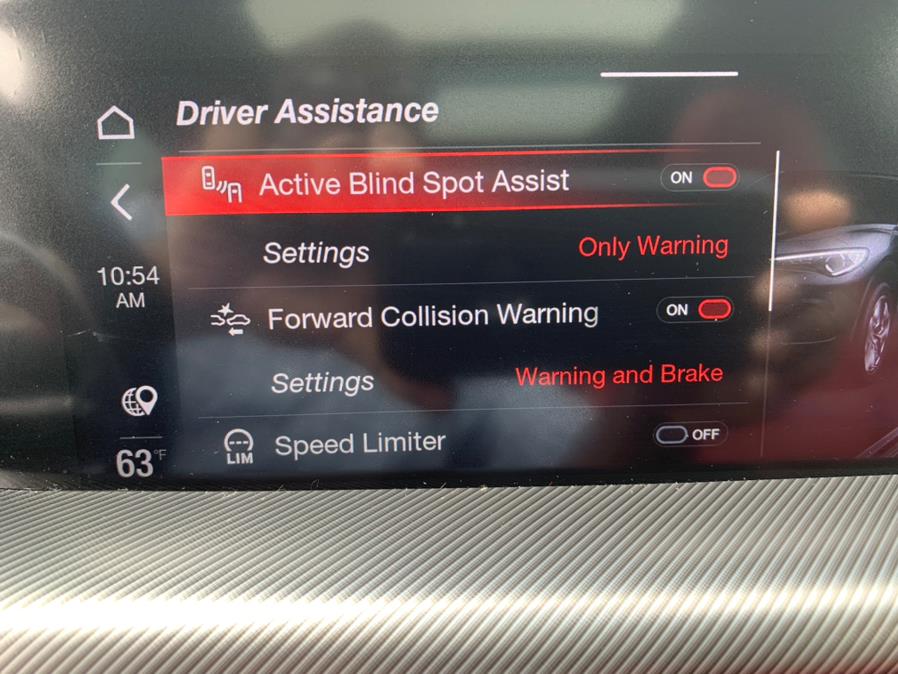 Driver Assistance
Active Blind Spot Assist ON
Settings Only Warning
10:54
AM
Forward Collision Warning ON
Settings Warning and Brake
LIM Speed Limiter OFF
63°F